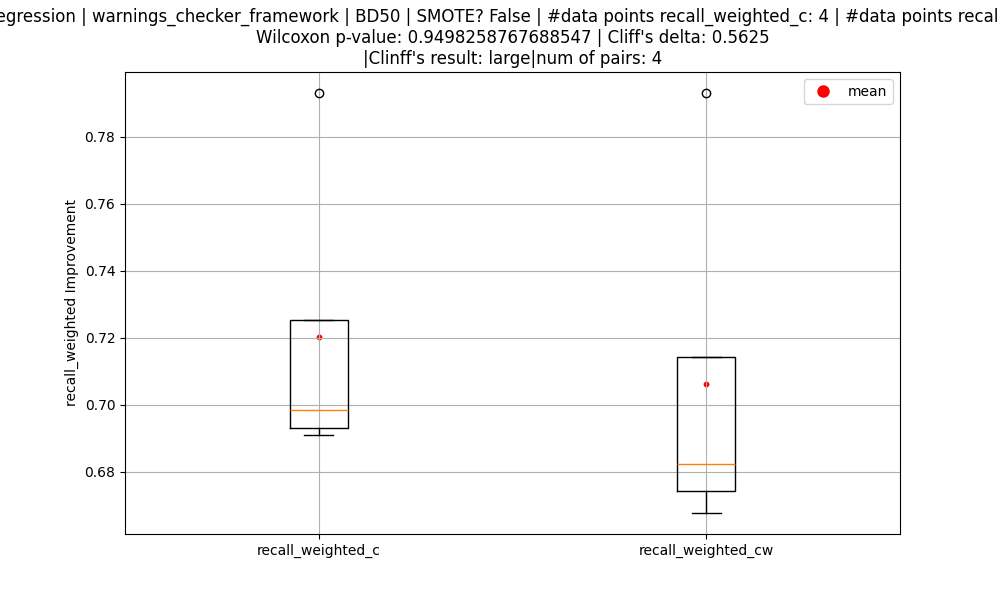 egression | warnings_checker_framework | BD50 | SMOTE? False | #data points recall_weighted_c: 4 | #data points recal
Wilcoxon p-value: 0.9498258767688547 | Cliff's delta: 0.5625
|Clinff's result: large|num of pairs: 4
mean
0.78
0.76
0.74
0.72
0.70
0.68
recall_weighted Improvement
recall_weighted_c
recall_weighted_cw